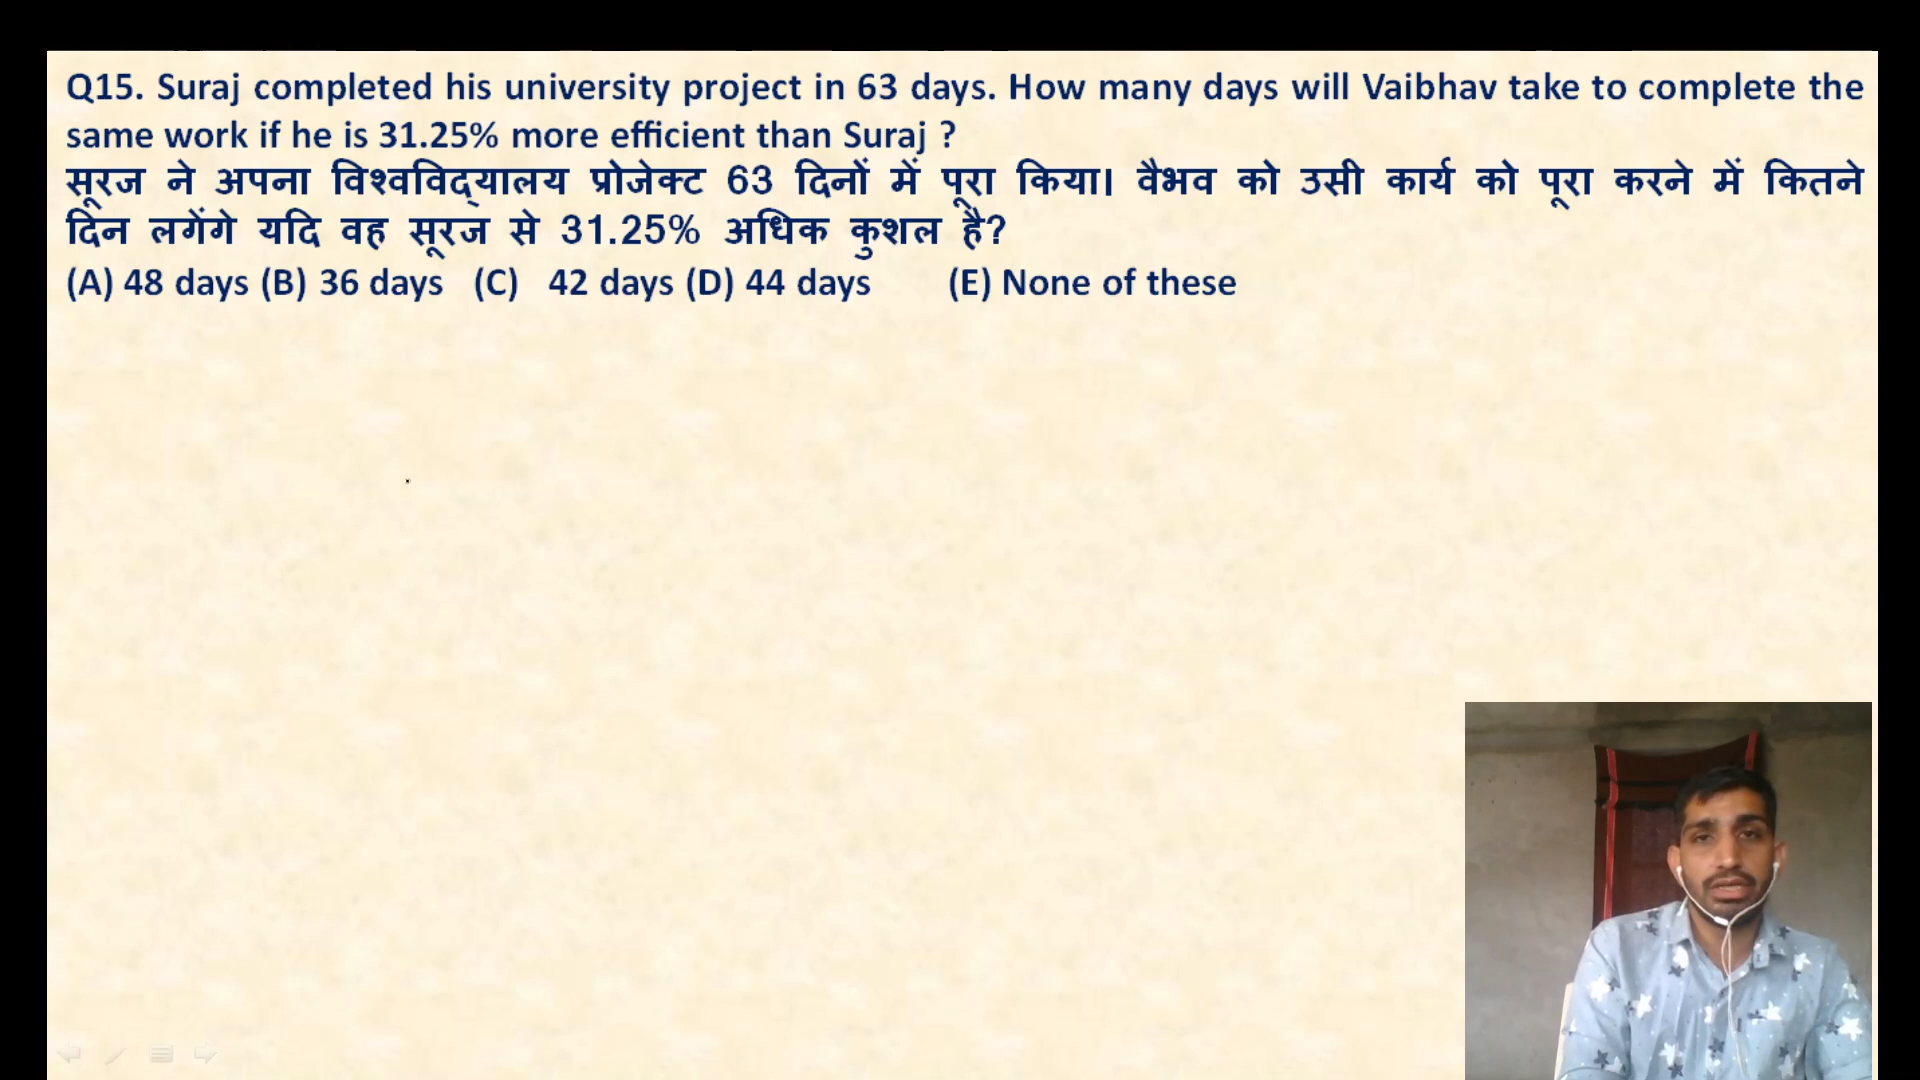 Q15. Suraj completed his university project in 63 days. How many days will Vaibhav take to complete the
same work if he is 31.25% more efficient than Suraj ?
सूरज ने अपना विश्वविद्यालय प्रोजेक्ट 63 दिनों में पूरा किया। वैभव को उसी कार्य को पूरा करने में कितने
दिन लगेंगे यदि वह सूरज से 31.25% अधिक कुशल है?
(A) 48 days (B) 36 days (C) 42 days (D) 44 days (E) None of these